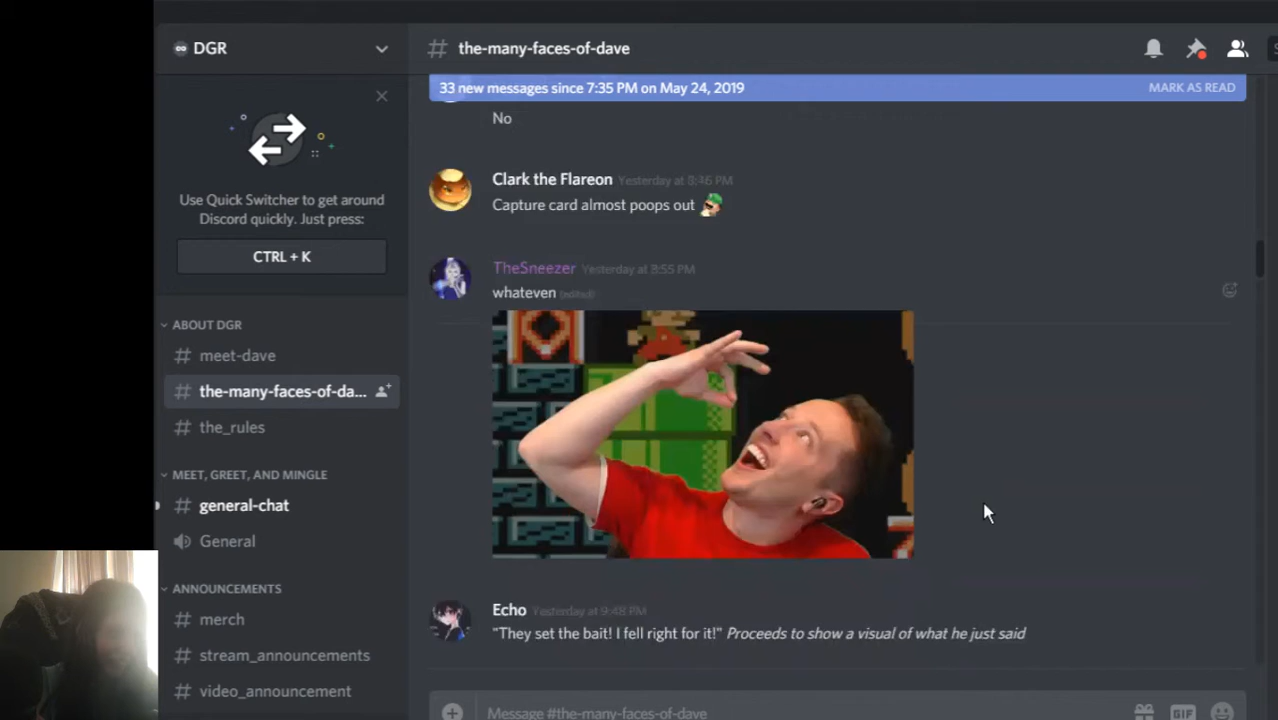 DGR
Use Quick Switcher to get around
Discord quickly. Just press:
CTRL + K
ABOUT DGR
meet-dave
the-many-faces-of-da...
the_rules
MEET, GREET, AND MINGLE
general-chat
General
ANNOUNCEMENTS
merch
stream_announcements
video_announcement
the-many-faces-of-dave
33 new messages since 7:35 PM on May 24, 2019 MARK AS READ
No
Clark the Flareon Yesterday at 8:46 PM
Capture card almost poops out
TheSneezer Yesterday at 8:55 PM
whateven (edited)
Echo Yesterday at 9:48 PM
"They set the bait! I fell right for it!" Proceeds to show a visual of what he just said
Message #the-many-faces-of-dave
GIF